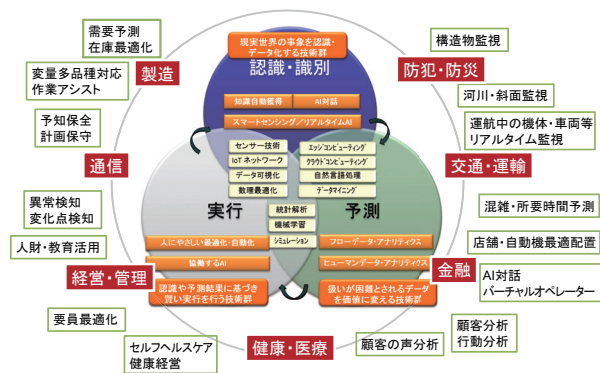 需要予測
在庫最適化
製造
変量多品種対応
作業アシスト
予知保全
計画保守
通信
異常検知
変化点検知
人財・教育活用
経営・管理
要員最適化
セルフヘルスケア
健康経営
健康・医療
現実世界の事象を認識・
データ化する技術群
認識・識別
知識自動獲得
AI対話
スマートセンシング／リアルタイムAI
センサー技術
IoTネットワーク
データ可視化
数理最適化
エッジコンピューティング
クラウドコンピューティング
自然言語処理
データマイニング
実行
統計解析
機械学習
シミュレーション
予測
人にやさしい最適化・自動化
協働するAI
認識や予測結果に基づき
賢い実行を行う技術群
フローデータ・アナリティクス
ヒューマンデータ・アナリティクス
扱いが困難とされるデータ
を価値に変える技術群
構造物監視
防犯・防災
河川・斜面監視
運航中の機体・車両等
リアルタイム監視
交通・運輸
混雑・所要時間予測
店舗・自動機最適配置
金融
AI対話
バーチャルオペレーター
顧客分析
行動分析
顧客の声分析